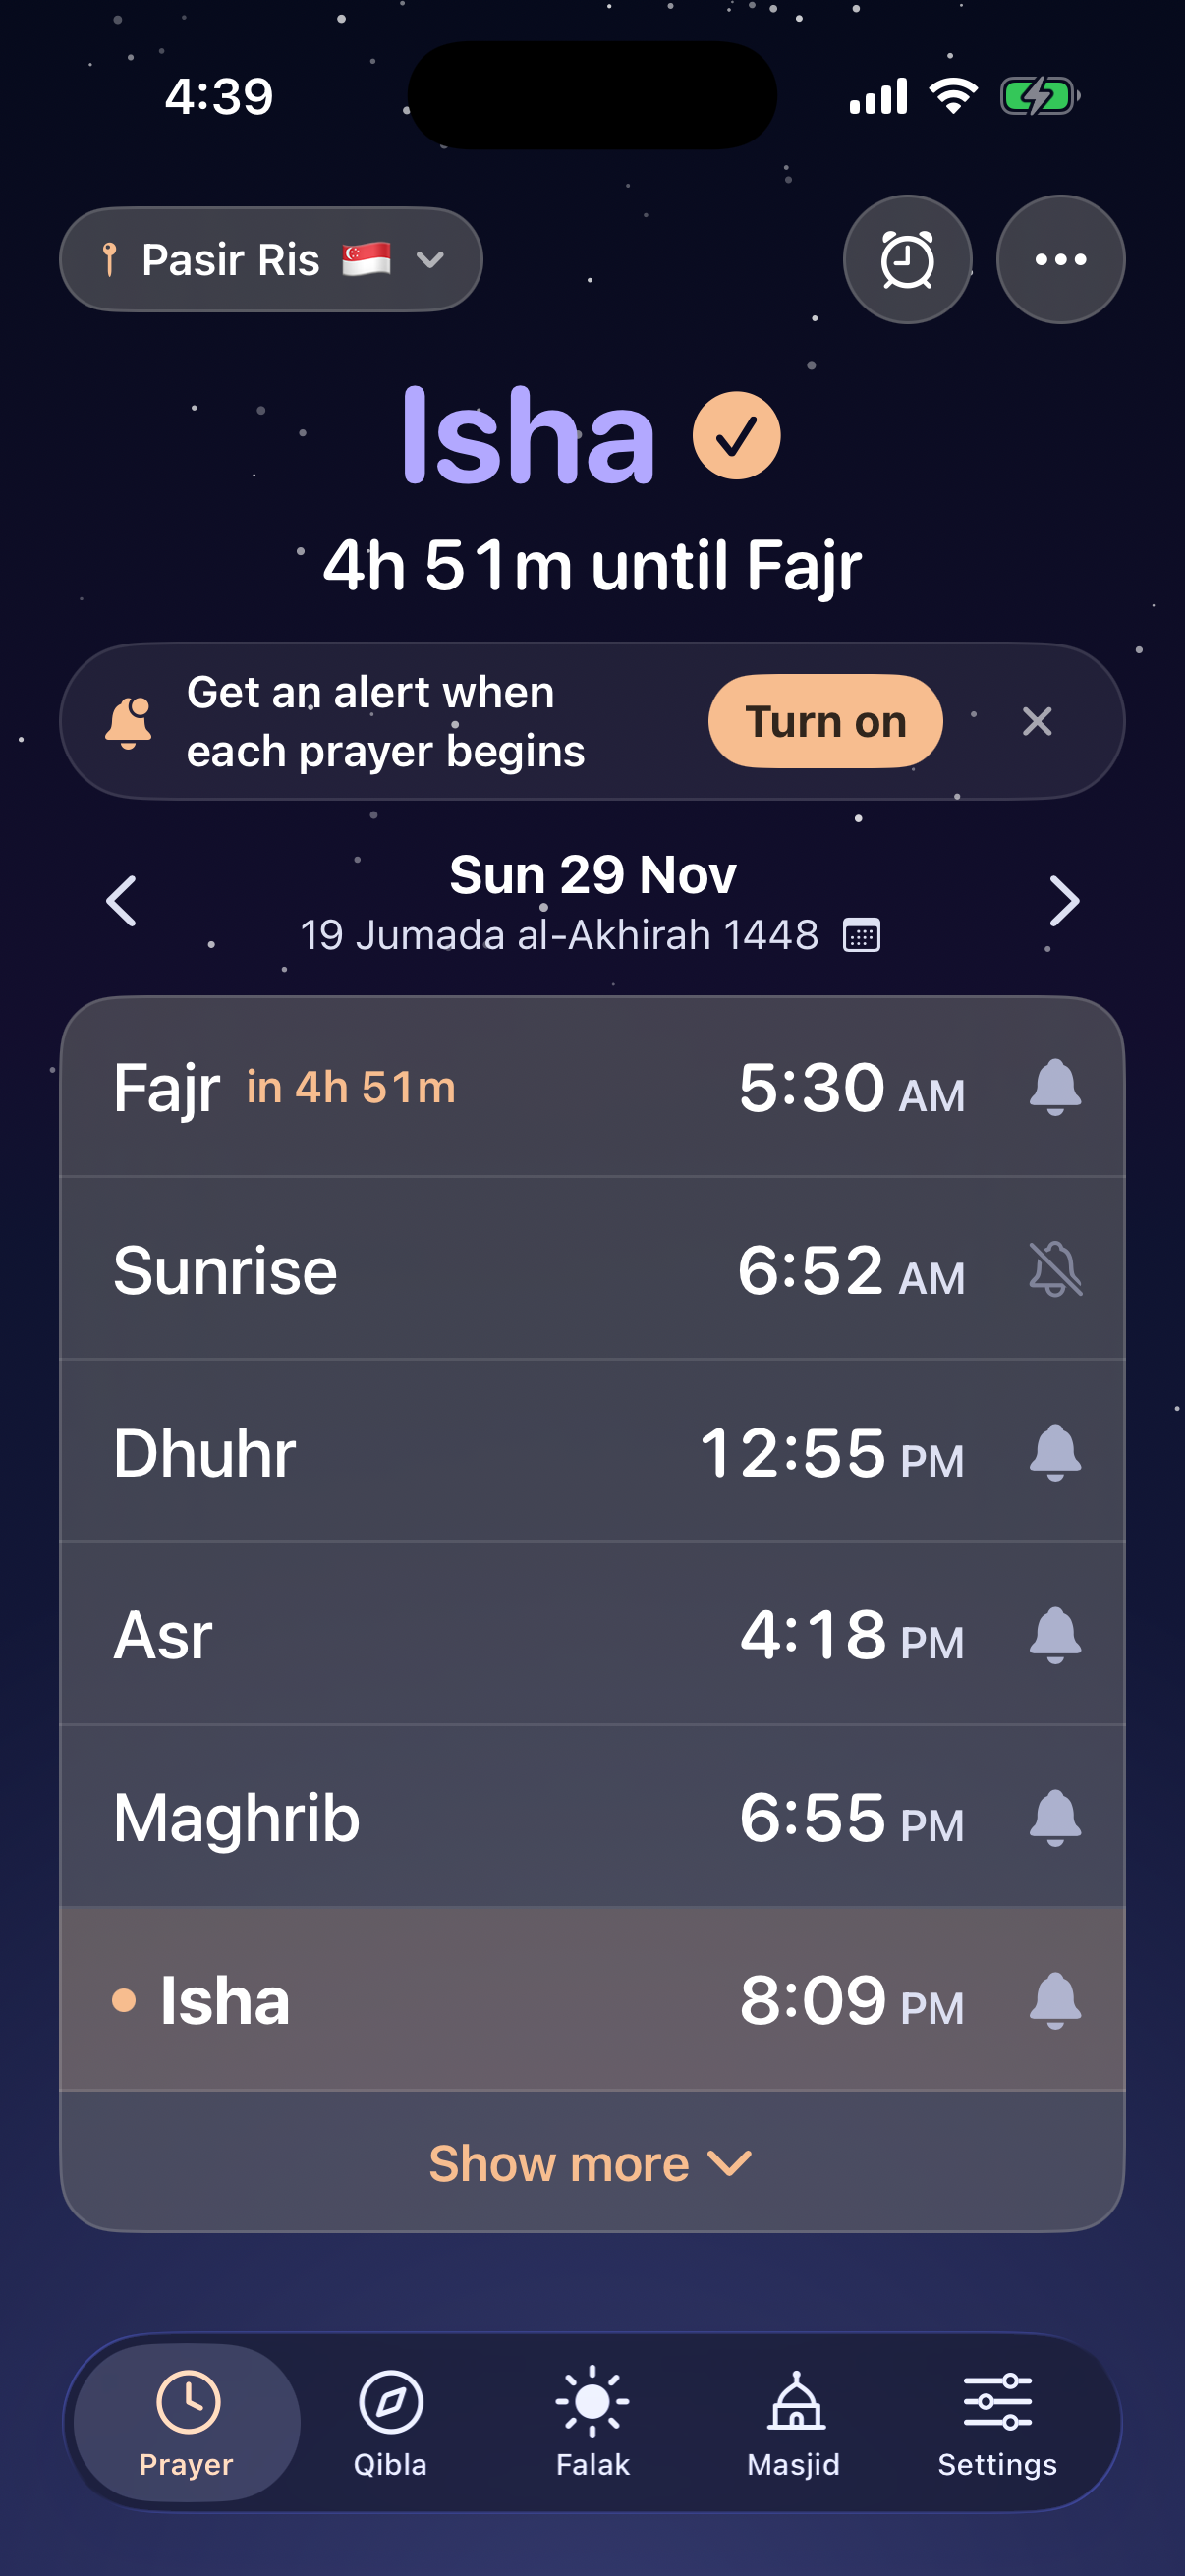 4:39
Pasir Ris
Isha
4h 51m until Fajr
Get an alert when
each prayer begins
Turn on
Sun 29 Nov
19 Jumada al-Akhirah 1448
Fajr in 4h 51m 5:30 AM
Sunrise 6:52 AM
Dhuhr 12:55 PM
Asr 4:18 PM
Maghrib 6:55 PM
Isha 8:09 PM
Show more
Prayer Qibla Falak Masjid Settings